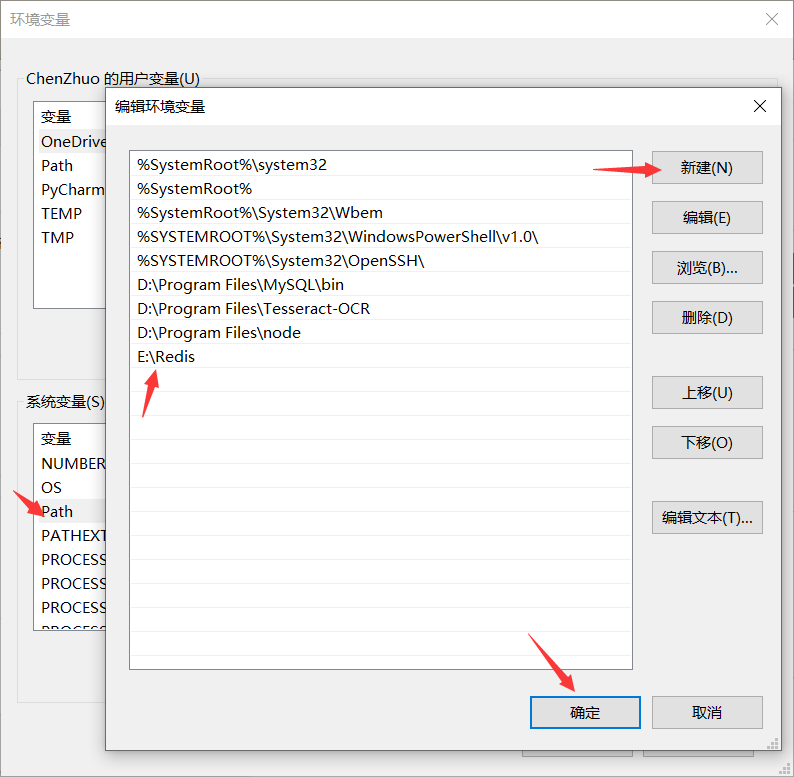 环境变量
ChenZhuo 的用户变量(U)
编辑环境变量
变量
OneDrive
Path
PyCharm
TEMP
TMP
%SystemRoot%\system32
%SystemRoot%
%SystemRoot%\System32\Wbem
%SYSTEMROOT%\System32\WindowsPowerShell\v1.0\
%SYSTEMROOT%\System32\OpenSSH\
D:\Program Files\MySQL\bin
D:\Program Files\Tesseract-OCR
D:\Program Files\node
E:\Redis
新建(N)
编辑(E)
浏览(B)...
删除(D)
上移(U)
下移(O)
编辑文本(T)...
系统变量(S)
变量
NUMBER
OS
Path
PATHEXT
PROCESS
PROCESS
PROCESS
确定
取消